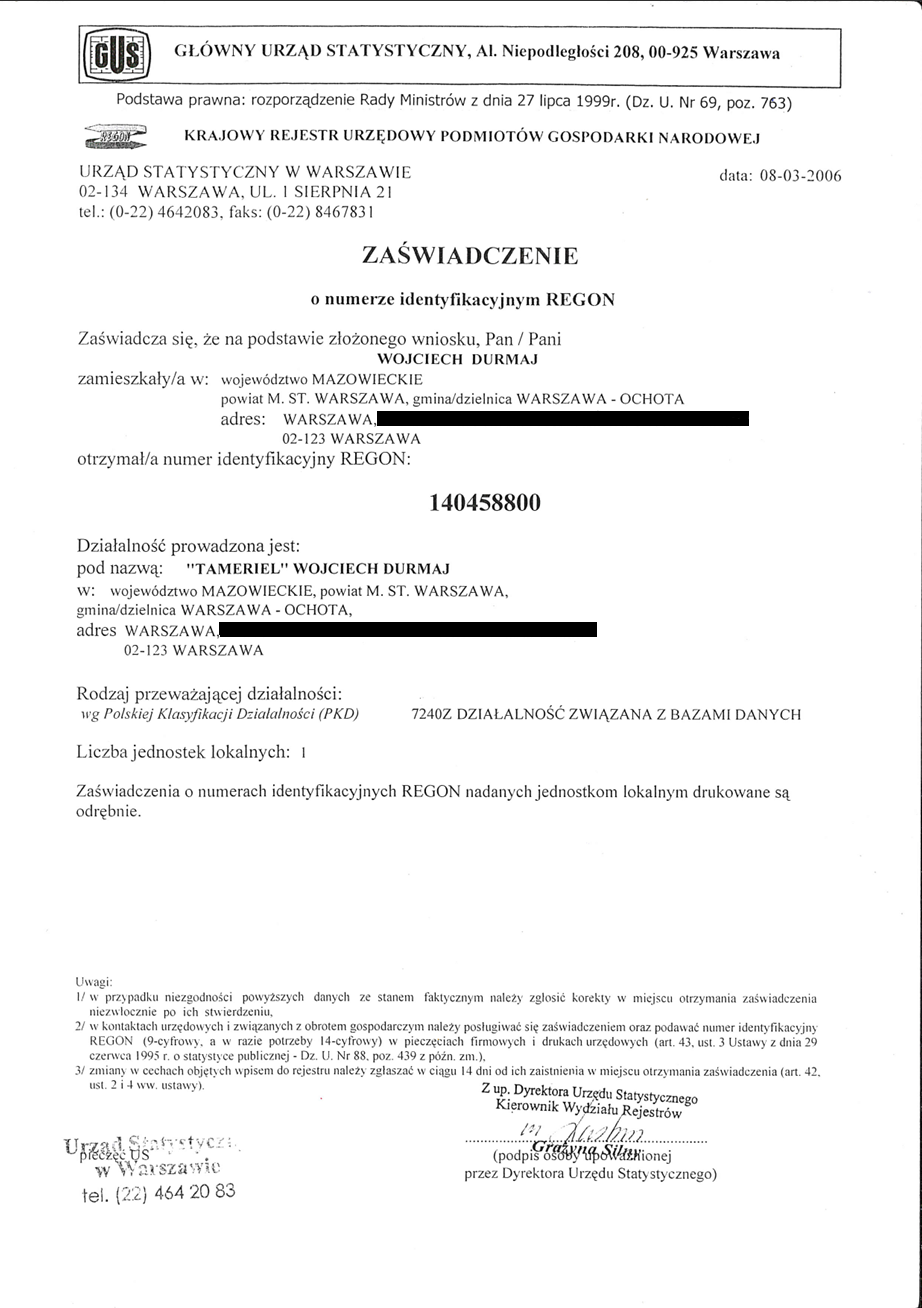 GUS
GŁÓWNY URZĄD STATYSTYCZNY, Al. Niepodległości 208, 00-925 Warszawa
Podstawa prawna: rozporządzenie Rady Ministrów z dnia 27 lipca 1999r. (Dz. U. Nr 69, poz. 763)
REGON
KRAJOWY REJESTR URZĘDOWY PODMIOTÓW GOSPODARKI NARODOWEJ
URZĄD STATYSTYCZNY W WARSZAWIE
data: 08-03-2006
02-134 WARSZAWA, UL. 1 SIERPNIA 21
tel.: (0-22) 4642083, faks: (0-22) 8467831
ZAŚWIADCZENIE
o numerze identyfikacyjnym REGON
Zaświadcza się, że na podstawie złożonego wniosku, Pan / Pani
WOJCIECH DURMAJ
zamieszkały/a w: województwo MAZOWIECKIE
powiat M. ST. WARSZAWA, gmina/dzielnica WARSZAWA - OCHOTA
adres: WARSZAWA,
02-123 WARSZAWA
otrzymał/a numer identyfikacyjny REGON:
140458800
Działalność prowadzona jest:
pod nazwą: "TAMERIEL" WOJCIECH DURMAJ
w: województwo MAZOWIECKIE, powiat M. ST. WARSZAWA,
gmina/dzielnica WARSZAWA - OCHOTA,
adres WARSZAWA,
02-123 WARSZAWA
Rodzaj przeważającej działalności:
wg Polskiej Klasyfikacji Działalności (PKD) 7240Z DZIAŁALNOŚĆ ZWIĄZANA Z BAZAMI DANYCH
Liczba jednostek lokalnych: 1
Zaświadczenia o numerach identyfikacyjnych REGON nadanych jednostkom lokalnym drukowane są
odrębnie.
Uwagi:
1/ w przypadku niezgodności powyższych danych ze stanem faktycznym należy zgłosić korekty w miejscu otrzymania zaświadczenia
niezwłocznie po ich stwierdzeniu,
2/ w kontaktach urzędowych i związanych z obrotem gospodarczym należy posługiwać się zaświadczeniem oraz podawać numer identyfikacyjny
REGON (9-cyfrowy, a w razie potrzeby 14-cyfrowy) w pieczęciach firmowych i drukach urzędowych (art. 43, ust. 3 Ustawy z dnia 29
czerwca 1995 r. o statystyce publicznej - Dz. U. Nr 88, poz. 439 z późn. zm.),
3/ zmiany w cechach objętych wpisem do rejestru należy zgłaszać w ciągu 14 dni od ich zaistnienia w miejscu otrzymania zaświadczenia (art. 42,
ust. 2 i 4 ww. ustawy).
Z up. Dyrektora Urzędu Statystycznego
Kierownik Wydziału Rejestrów
Urząd Statystyczn
pieczęć US
w Warszawie
tel. (22) 464 20 83
Grażyna
(podpis osoby upoważnionej
przez Dyrektora Urzędu Statystycznego)